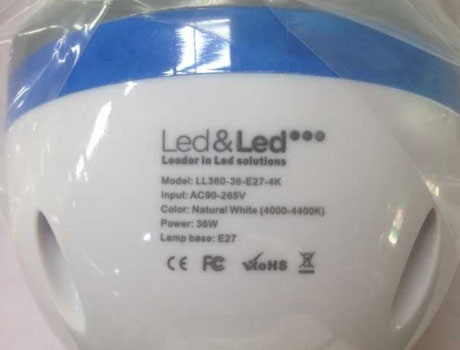 Led&Led
Leader in Led solutions
Model: LL360-36-E27-4K
Input: AC90-265V
Color: Natural White (4000-4400K)
Power: 36W
Lamp base: E27
CE FC RoHS